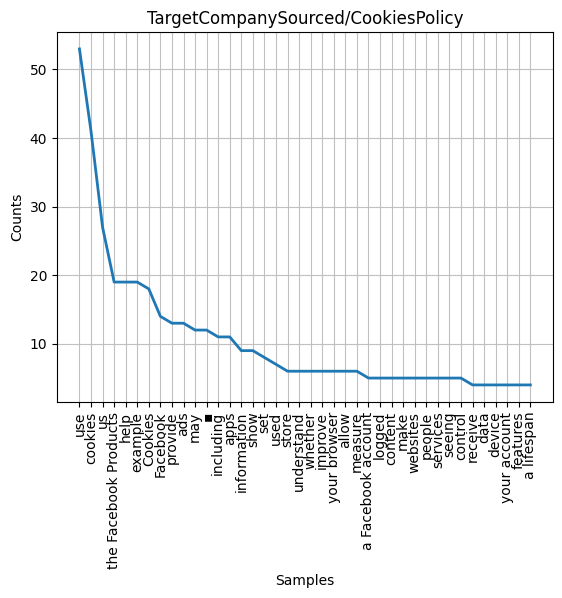 TargetCompanySourced/CookiesPolicy
Counts
50
40
30
20
10
use
cookies
us
the Facebook Products
help
example
Cookies
Facebook
provide
ads
may
▪
including
apps
information
show
set
used
store
understand
whether
improve
your browser
allow
measure
a Facebook account
logged
content
make
websites
people
services
seeing
control
receive
data
device
your account
features
a lifespan
Samples